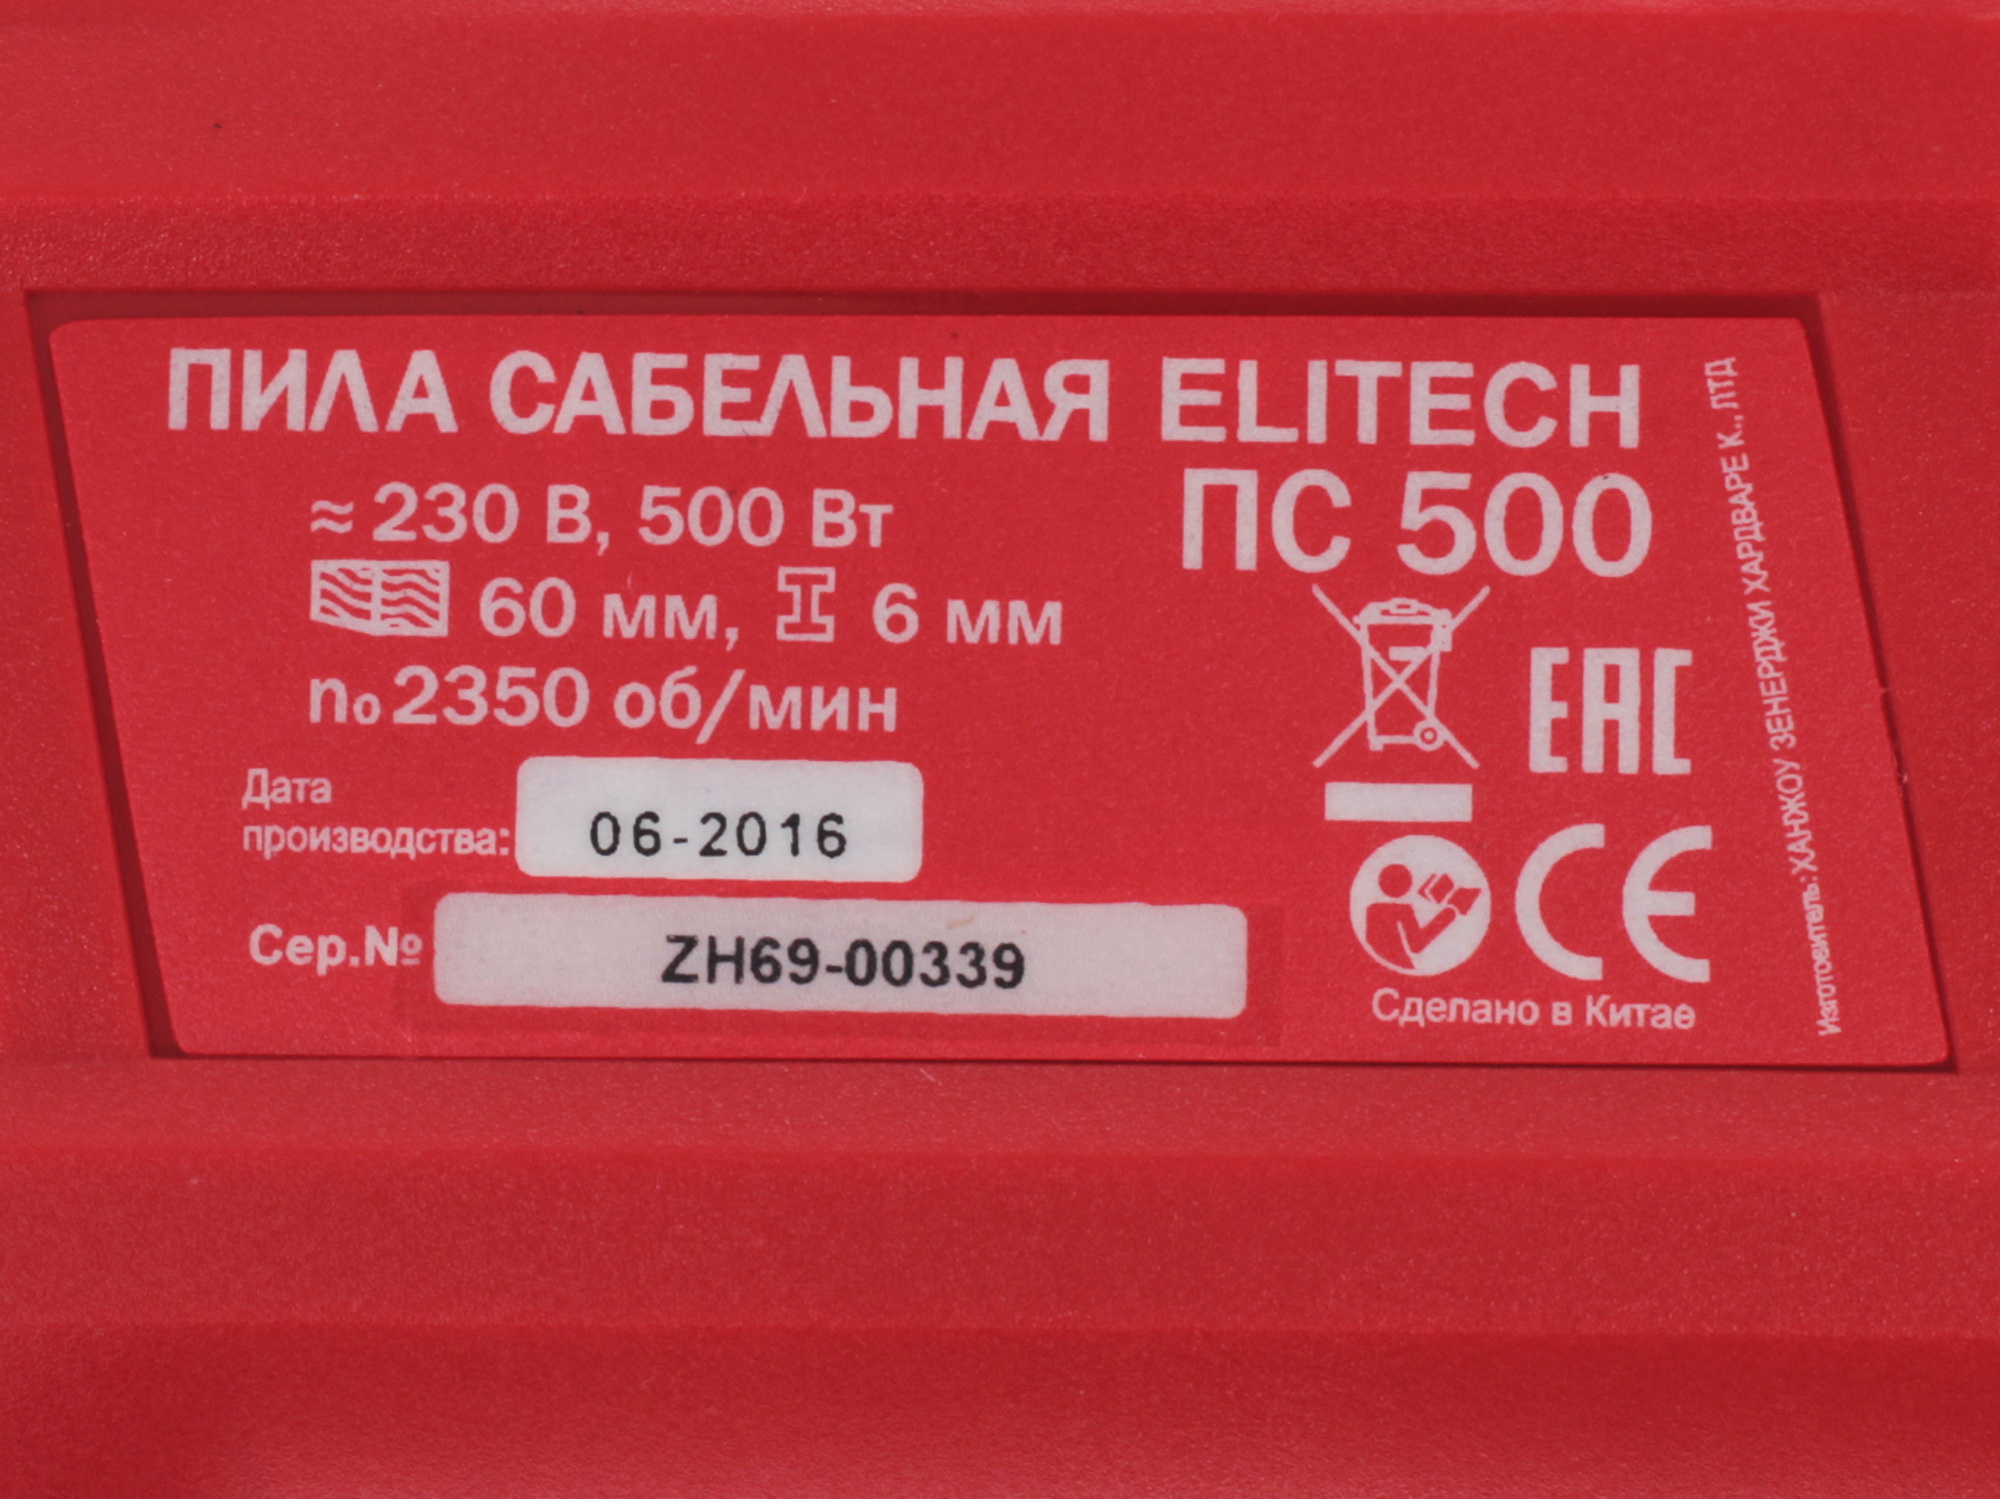 ПИЛА САБЕЛЬНАЯ ELITECH
ПС 500
≈ 230 В, 500 Вт
60 мм, 6 мм
n₀ 2350 об/мин
Дата
производства: 06-2016
Сер.№ ZH69-00339
EAC
CE
Сделано в Китае
Изготовитель: ХАНЖОУ ЗЕНЕРДЖИ ХАРДВАРЕ К., ЛТД